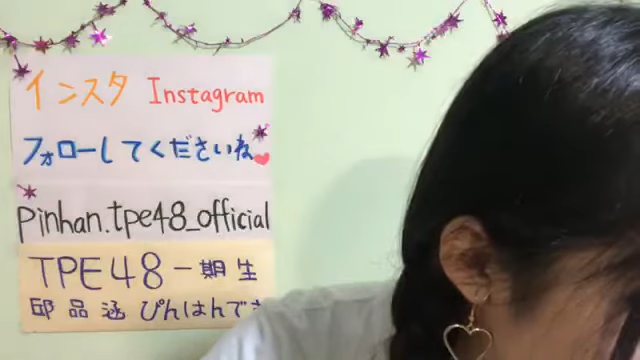 インスタ Instagram
フォローしてくださいね
pinhan.tpe48_official
TPE48一期生
邱品涵 ぴんはんでさ